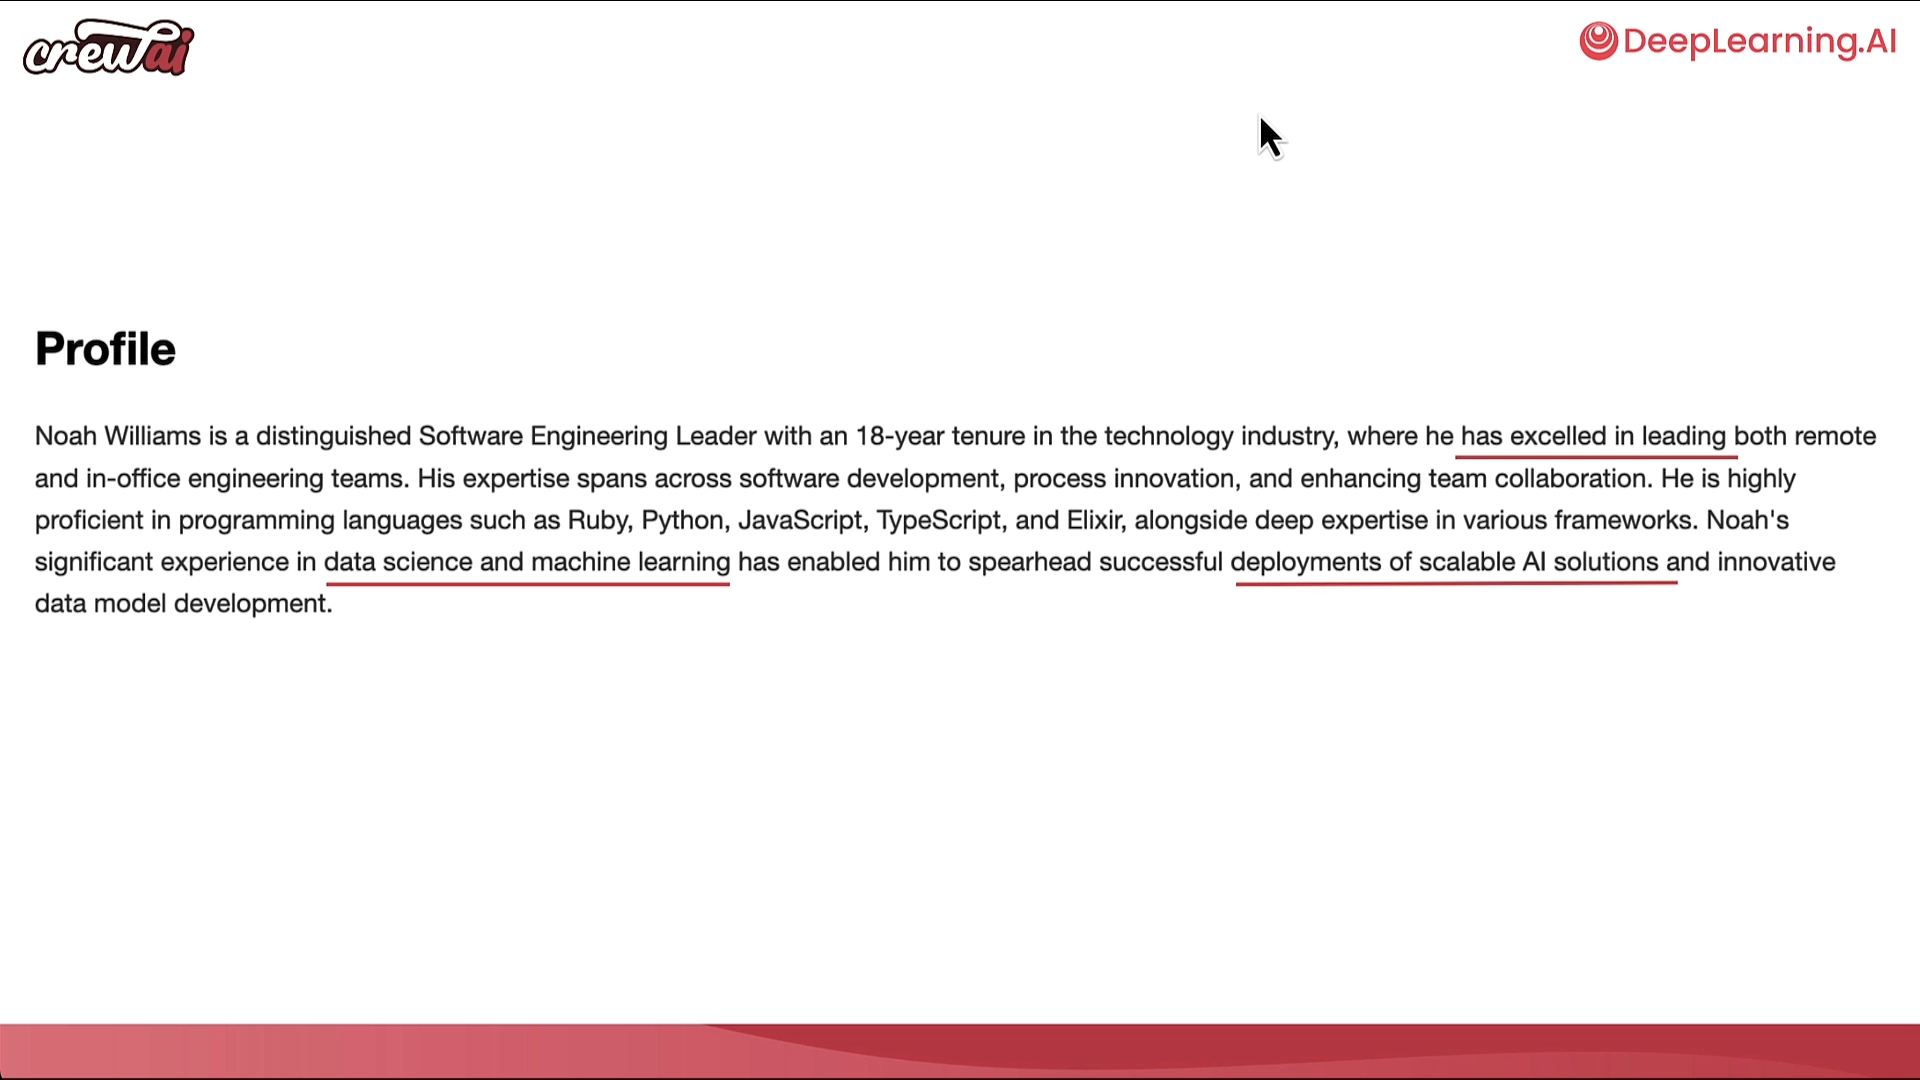 crewai
DeepLearning.AI
Profile
Noah Williams is a distinguished Software Engineering Leader with an 18-year tenure in the technology industry, where he has excelled in leading both remote
and in-office engineering teams. His expertise spans across software development, process innovation, and enhancing team collaboration. He is highly
proficient in programming languages such as Ruby, Python, JavaScript, TypeScript, and Elixir, alongside deep expertise in various frameworks. Noah's
significant experience in data science and machine learning has enabled him to spearhead successful deployments of scalable AI solutions and innovative
data model development.